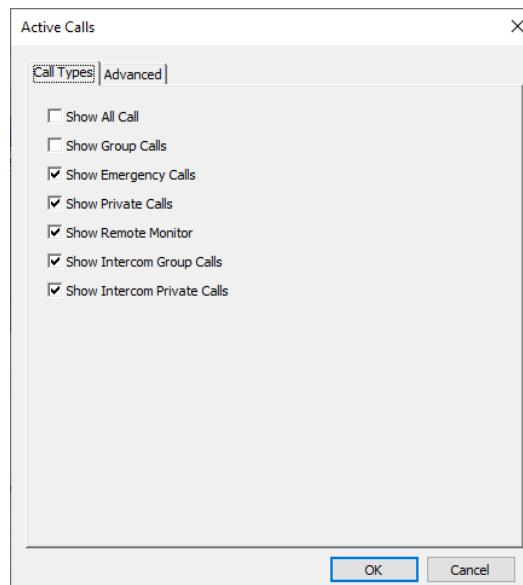 Active Calls
Call Types Advanced
Show All Call
Show Group Calls
Show Emergency Calls
Show Private Calls
Show Remote Monitor
Show Intercom Group Calls
Show Intercom Private Calls
OK Cancel